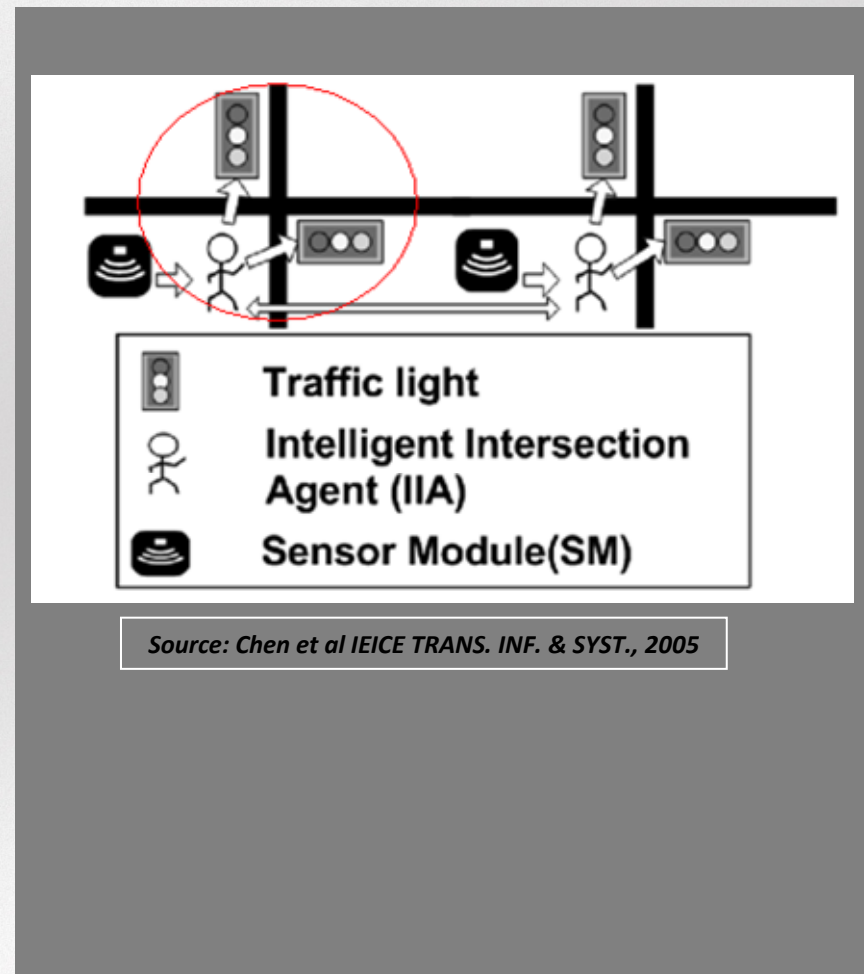 Traffic light
Intelligent Intersection
Agent (IIA)
Sensor Module(SM)
Source: Chen et al IEICE TRANS. INF. & SYST., 2005